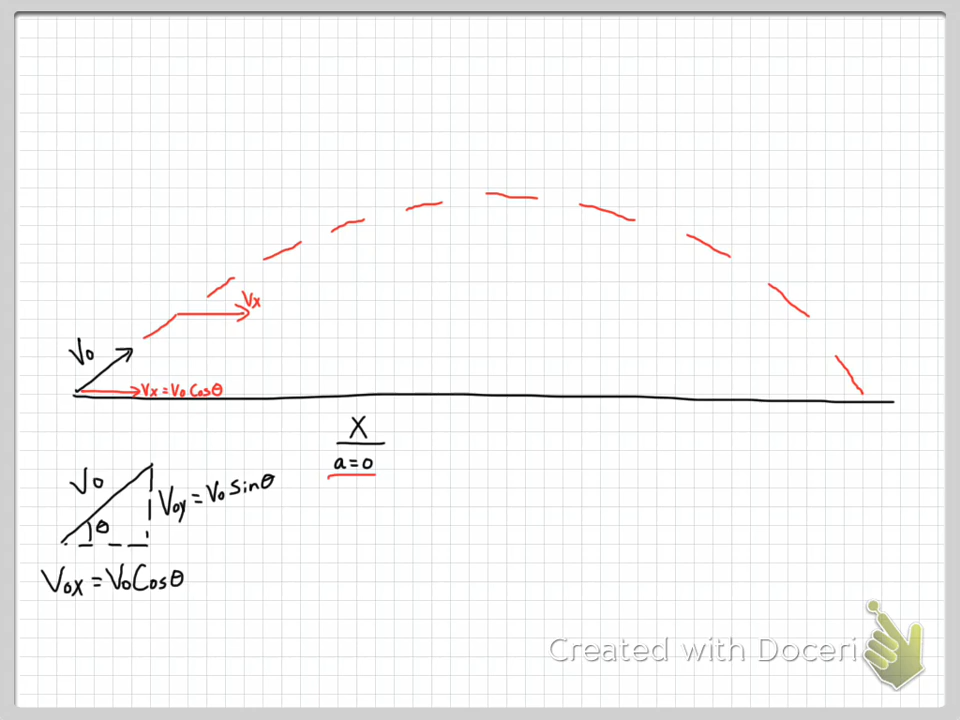 Vx
Vo
Vx = Vo Cosθ
X
a=0
Vo
Voy = Vo Sinθ
θ
Vox = VoCosθ
Created with Doceri